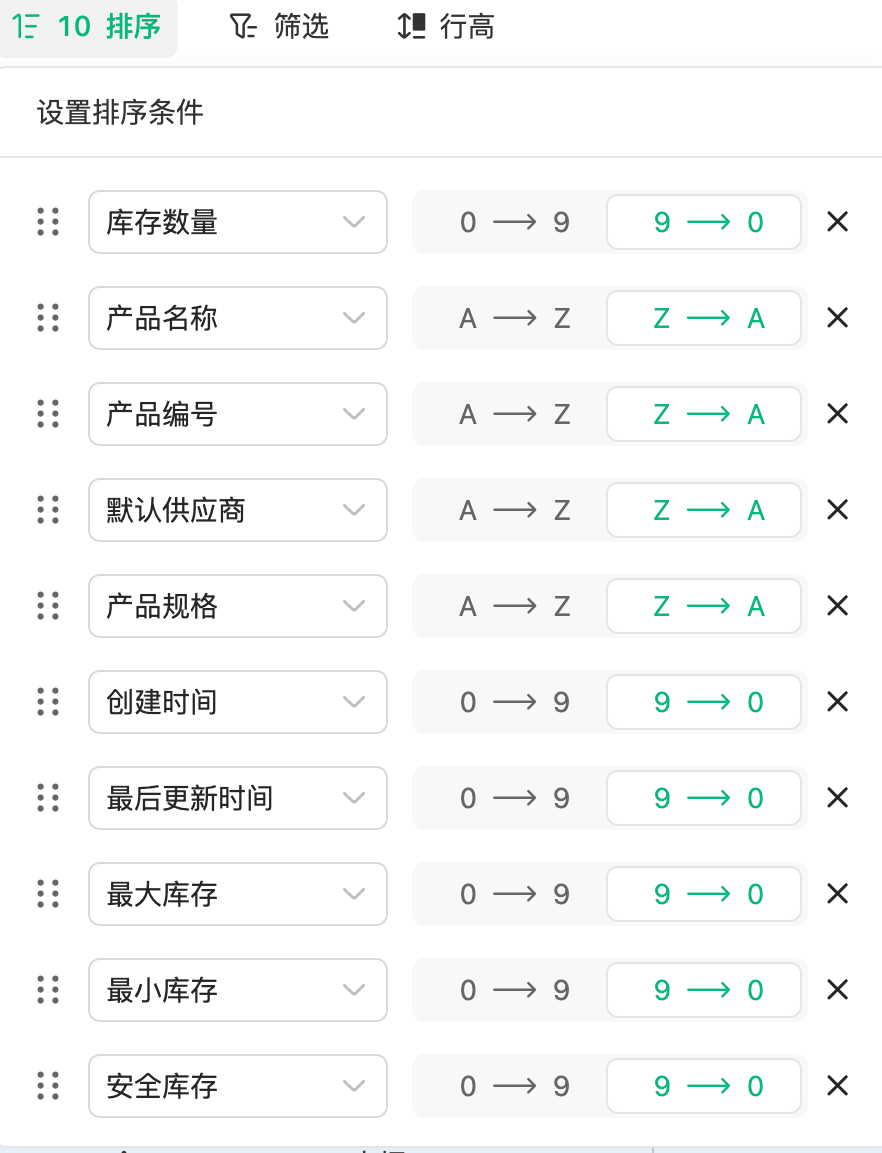 10 排序 筛选 行高
设置排序条件
库存数量 0 → 9 9 → 0
产品名称 A → Z Z → A
产品编号 A → Z Z → A
默认供应商 A → Z Z → A
产品规格 A → Z Z → A
创建时间 0 → 9 9 → 0
最后更新时间 0 → 9 9 → 0
最大库存 0 → 9 9 → 0
最小库存 0 → 9 9 → 0
安全库存 0 → 9 9 → 0